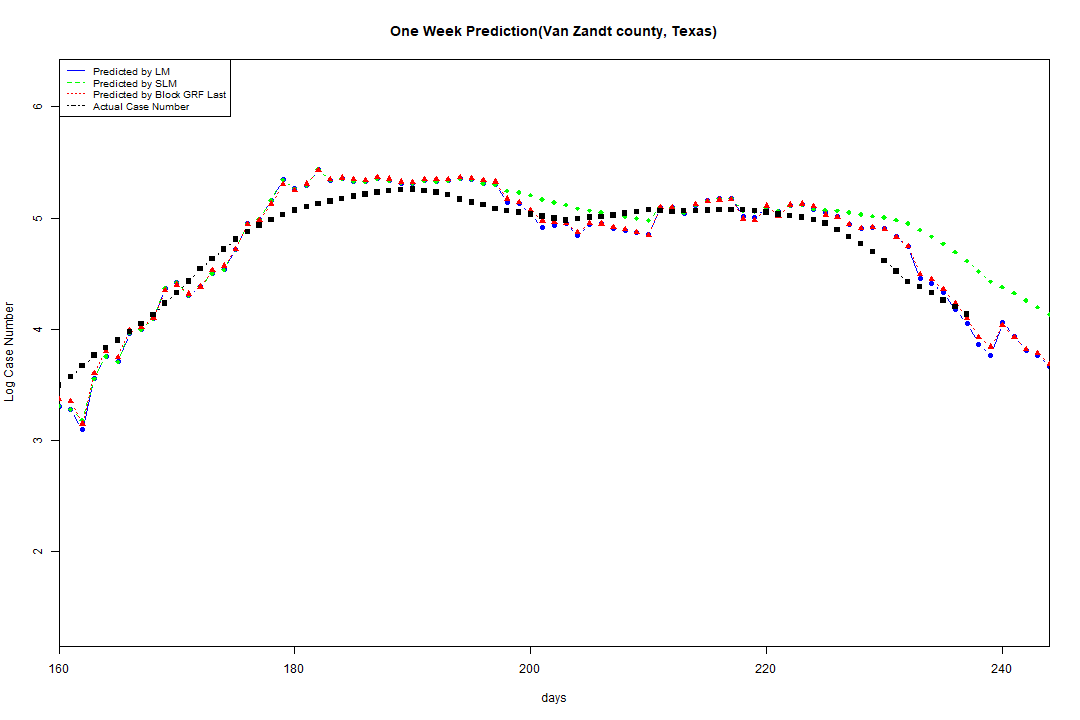 One Week Prediction(Van Zandt county, Texas)
Predicted by LM
Predicted by SLM
Predicted by Block GRF Last
Actual Case Number
6
5
4
3
2
Log Case Number
160 180 200 220 240
days